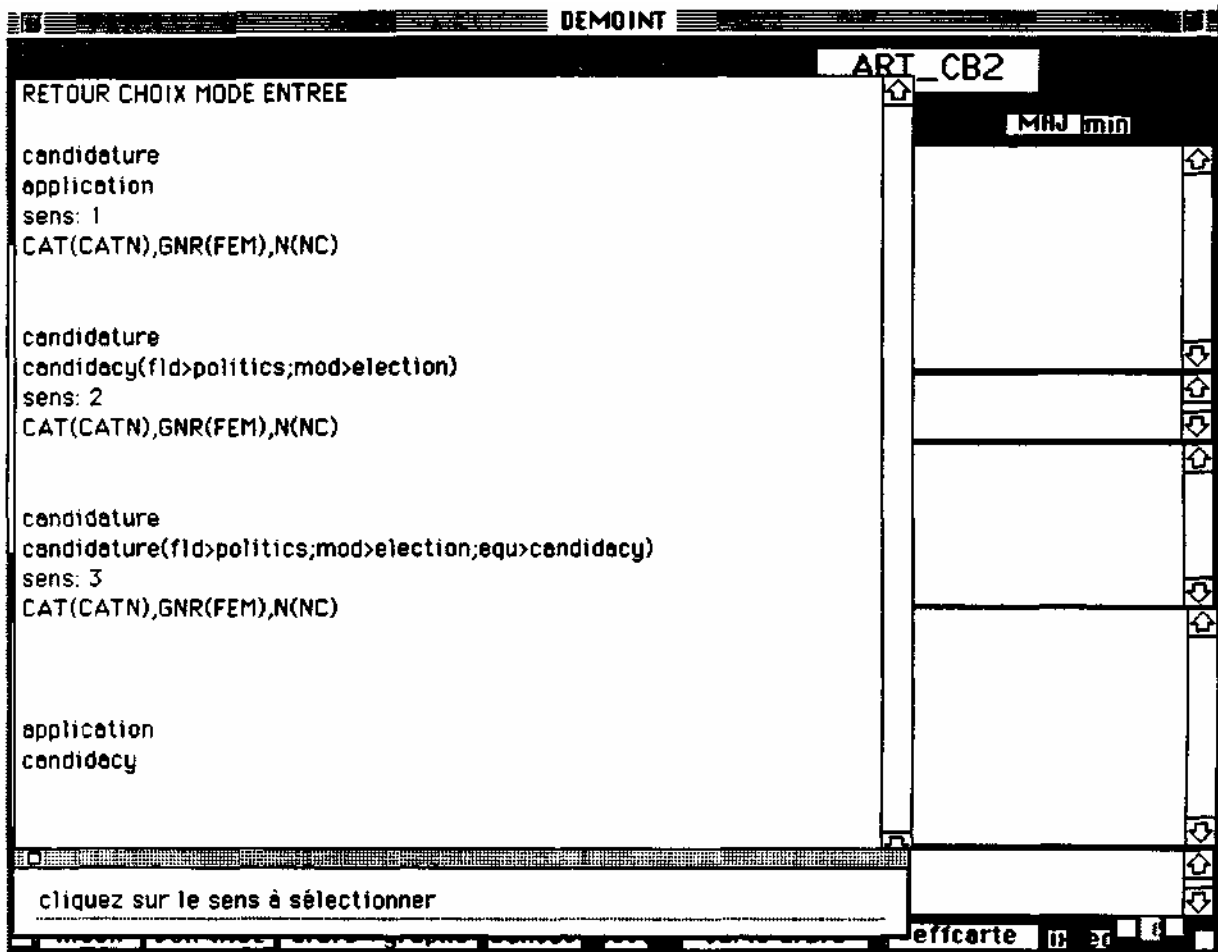 DEMOINT
ART_CB2
RETOUR CHOIX MODE ENTREE
MAJ min
candidature
application
sens: 1
CAT(CATN),GNR(FEM),N(NC)
candidature
candidacy(fld>politics;mod>election)
sens: 2
CAT(CATN),GNR(FEM),N(NC)
candidature
candidature(fld>politics;mod>election;equ>candidacy)
sens: 3
CAT(CATN),GNR(FEM),N(NC)
application
candidacy
cliquez sur le sens à sélectionner
effcarte